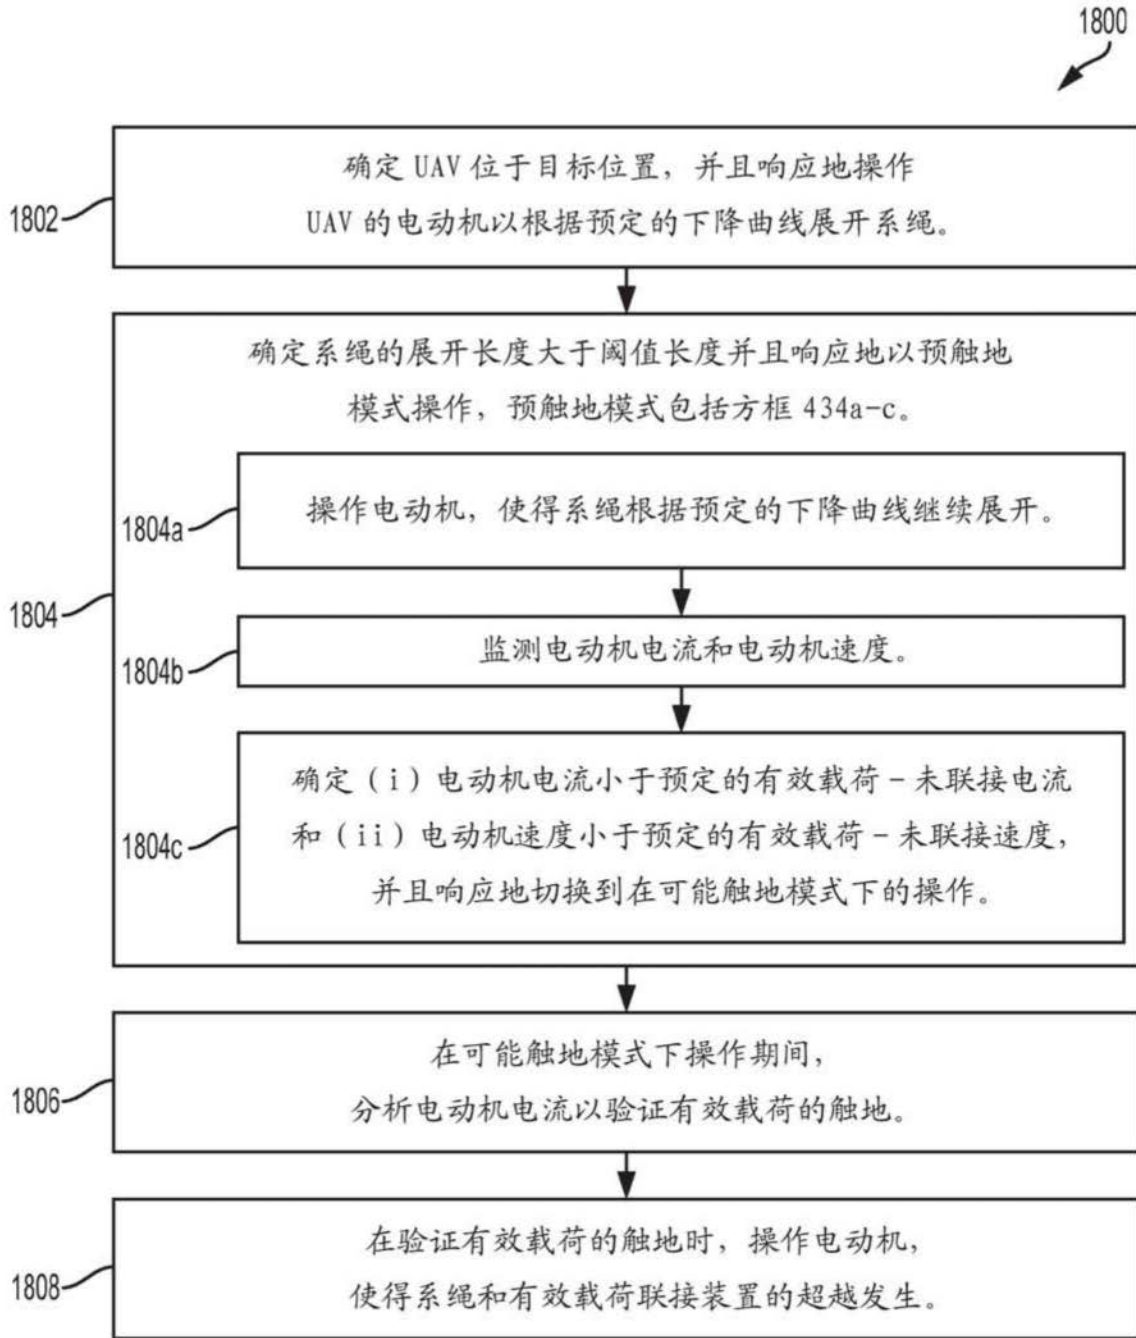 1800
确定 UAV 位于目标位置，并且响应地操作
UAV 的电动机以根据预定的下降曲线展开系绳。
1802
确定系绳的展开长度大于阈值长度并且响应地以预触地
模式操作，预触地模式包括方框 434a-c。
操作电动机，使得系绳根据预定的下降曲线继续展开。
1804a
1804
监测电动机电流和电动机速度。
1804b
确定（i）电动机电流小于预定的有效载荷－未联接电流
和（ii）电动机速度小于预定的有效载荷－未联接速度，
并且响应地切换到在可能触地模式下的操作。
1804c
在可能触地模式下操作期间，
分析电动机电流以验证有效载荷的触地。
1806
在验证有效载荷的触地时，操作电动机，
使得系绳和有效载荷联接装置的超越发生。
1808